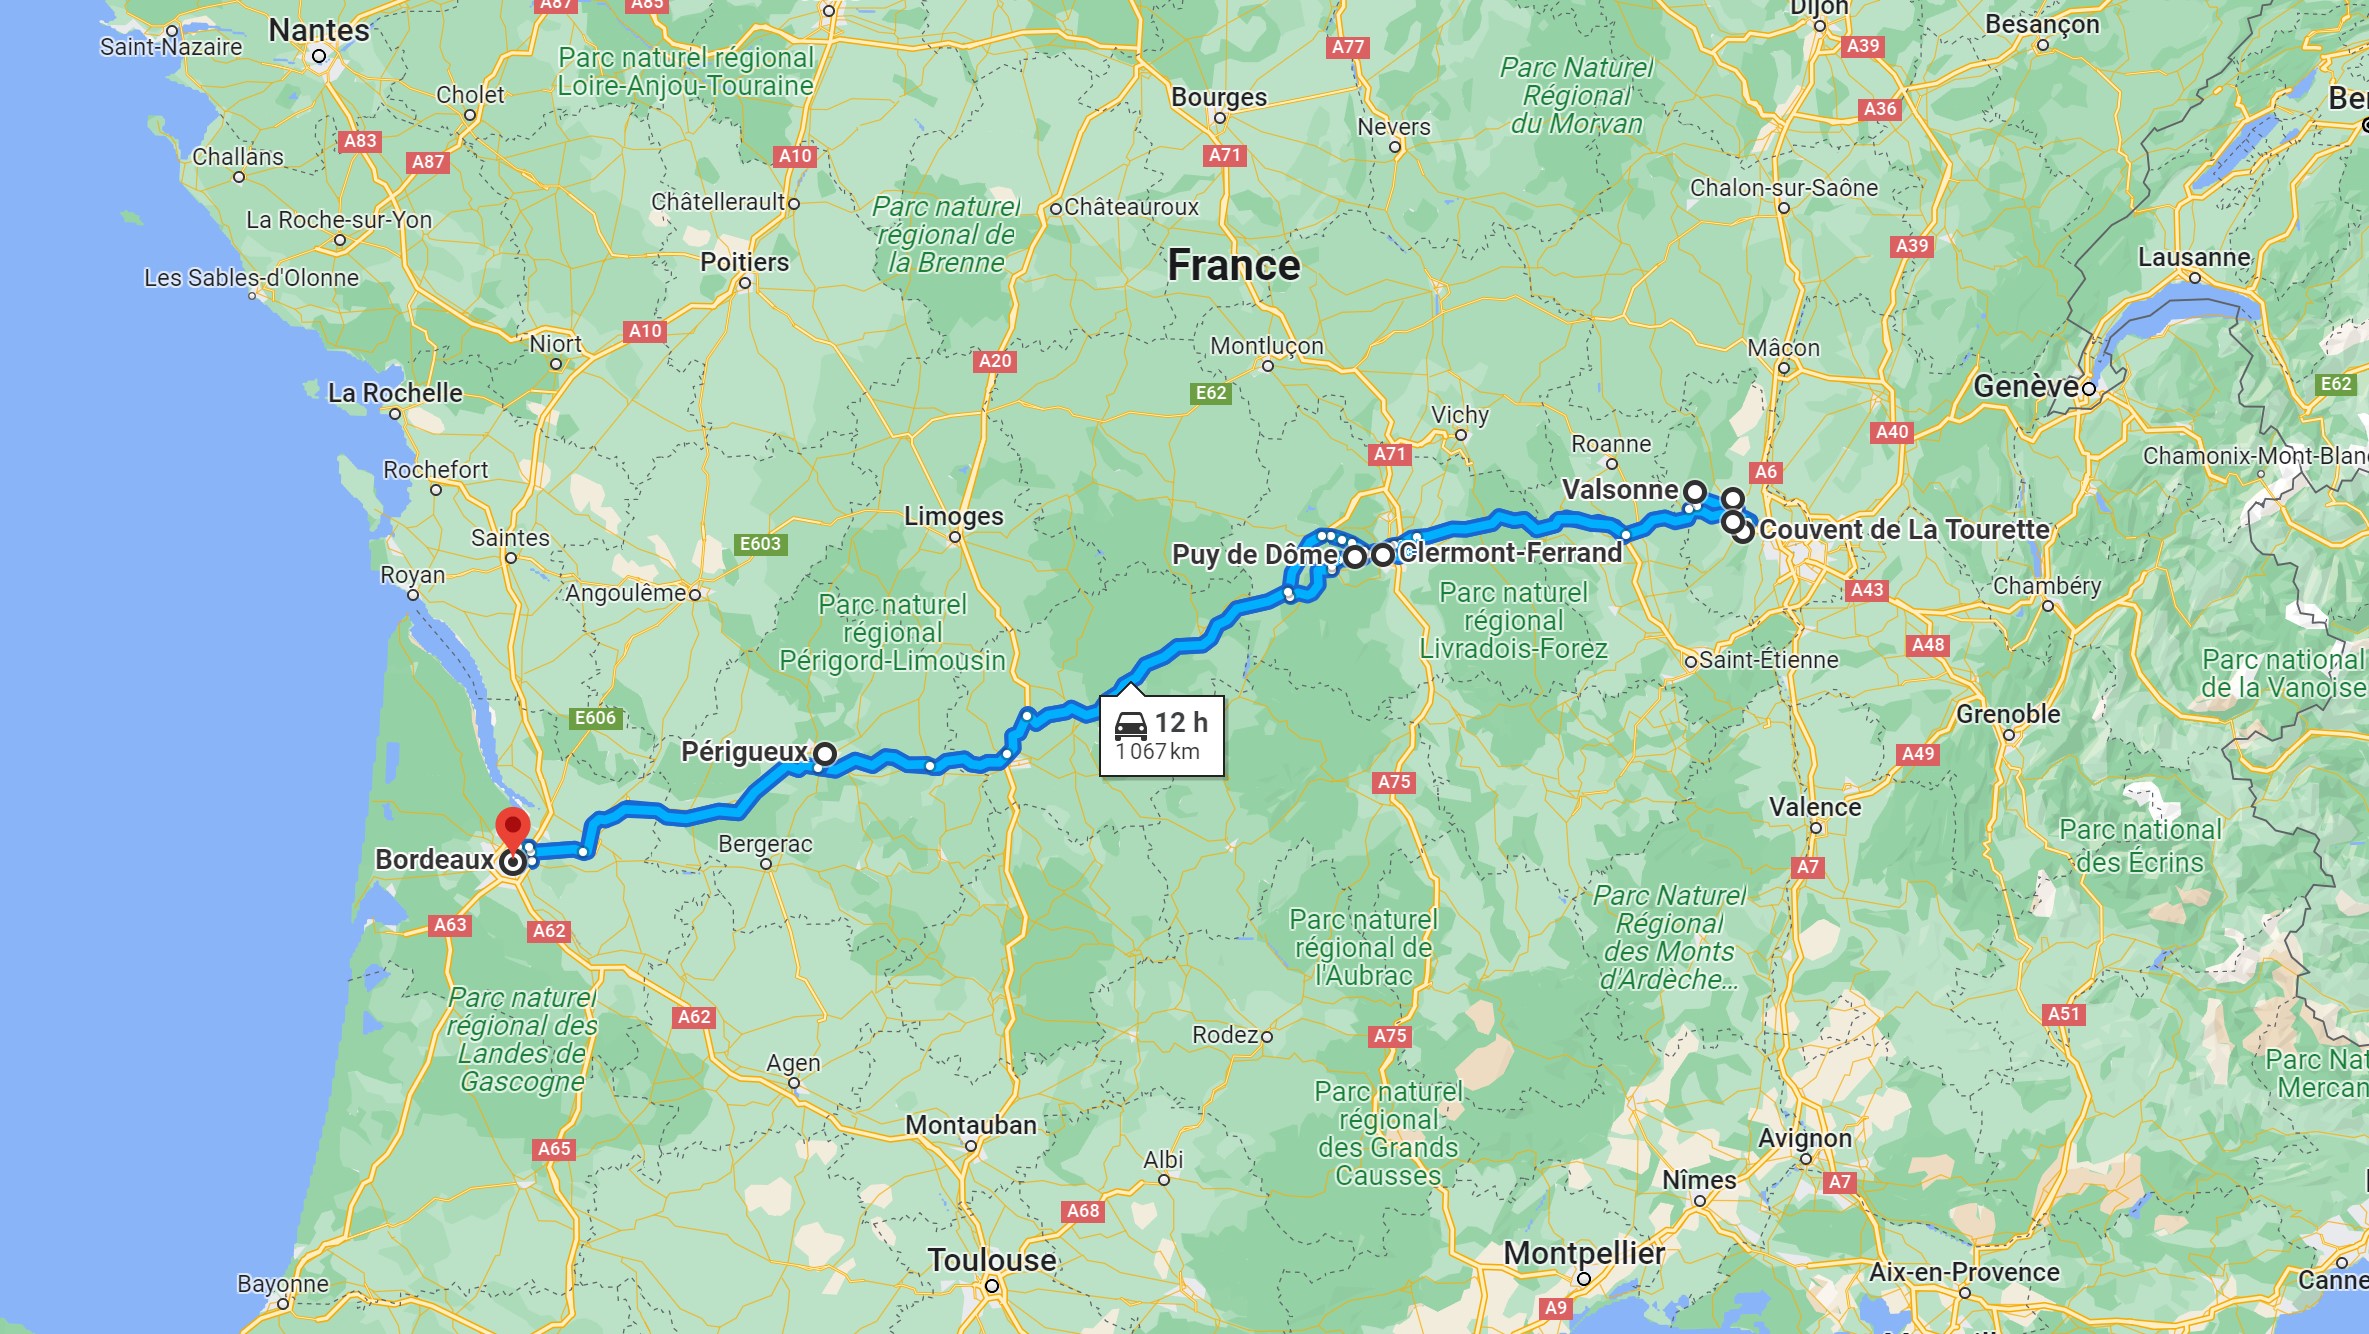 A87
A85
Dijon
Nantes
Saint-Nazaire
Parc naturel régional
Loire-Anjou-Touraine
A77
A39
Besançon
Parc Naturel
Régional
du Morvan
Cholet
Bourges
A36
Nevers
A83
A87
A10
A71
Challans
Châtellerault
Parc naturel
régional de
la Brenne
Châteauroux
Chalon-sur-Saône
La Roche-sur-Yon
A39
Poitiers
France
Lausanne
Les Sables-d'Olonne
A10
Niort
A20
Montluçon
Mâcon
La Rochelle
E62
Genève
E62
Vichy
A40
Roanne
A71
A6
Chamonix-Mont-Blanc
Rochefort
Valsonne
Limoges
Saintes
E603
Couvent de La Tourette
Puy de Dôme
Clermont-Ferrand
Royan
Angoulême
A43
Chambéry
Parc naturel
régional
Périgord-Limousin
Parc naturel
régional
Livradois-Forez
A48
Saint-Étienne
Parc national
de la Vanoise
E606
12 h
1 067 km
Grenoble
Périgueux
A49
A75
Valence
Parc national
des Écrins
Bergerac
Bordeaux
A7
A63
A62
Parc naturel
régional de
l'Aubrac
Parc Naturel
Régional
des Monts
d'Ardèche...
Parc naturel
régional des
Landes de
Gascogne
A62
A51
Rodez
A75
Agen
Parc Nat
Mercan
Parc naturel
régional
des Grands
Causses
Montauban
Avignon
A65
Albi
Nîmes
A7
A68
Toulouse
Montpellier
Aix-en-Provence
Bayonne
Canne
A9